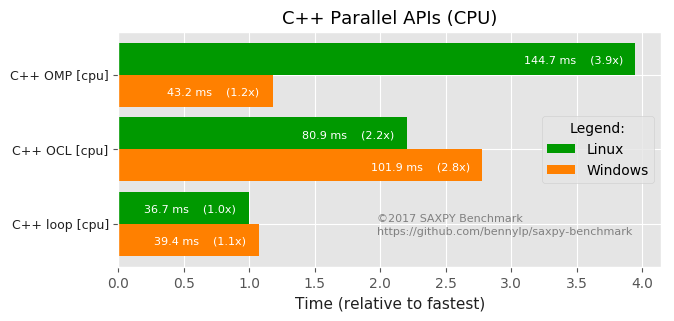 C++ Parallel APIs (CPU)
C++ OMP [cpu]
144.7 ms (3.9x)
43.2 ms (1.2x)
C++ OCL [cpu]
80.9 ms (2.2x)
101.9 ms (2.8x)
Legend:
Linux
Windows
C++ loop [cpu]
36.7 ms (1.0x)
39.4 ms (1.1x)
©2017 SAXPY Benchmark
https://github.com/bennylp/saxpy-benchmark
0.0 0.5 1.0 1.5 2.0 2.5 3.0 3.5 4.0
Time (relative to fastest)